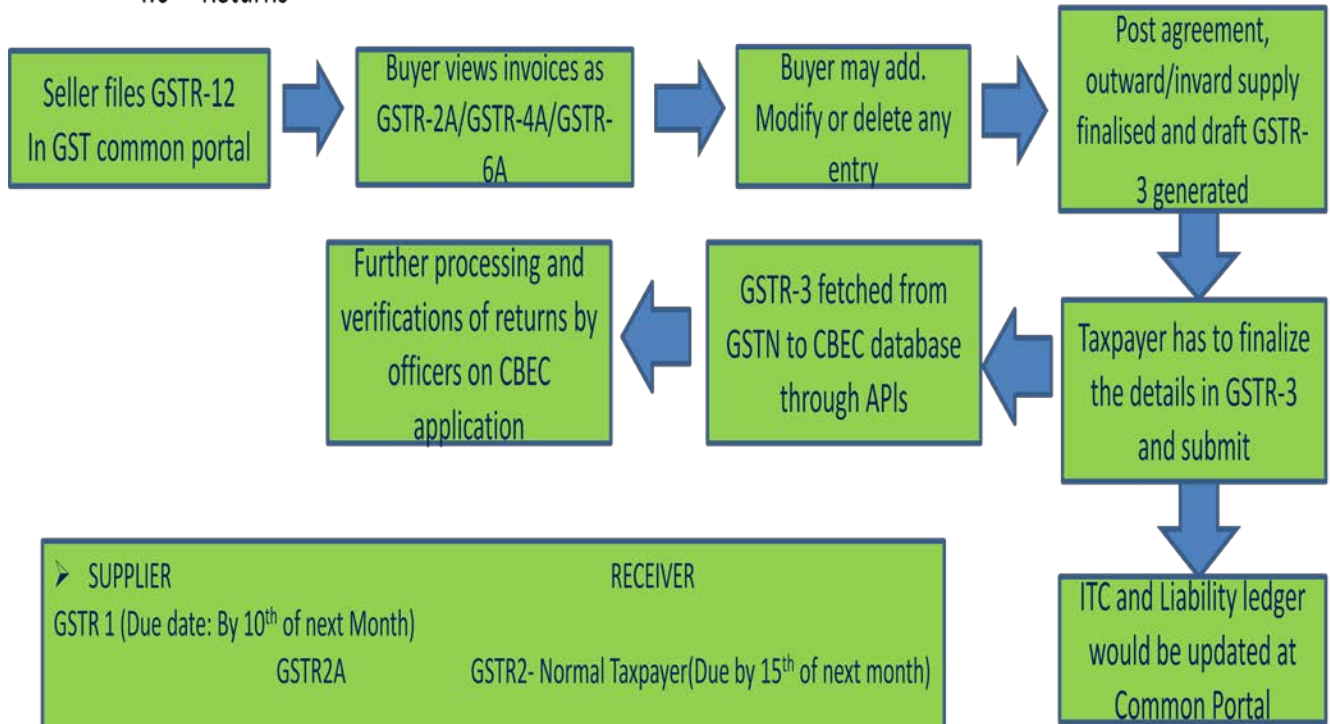 Returns
Seller files GSTR-12
In GST common portal
Buyer views invoices as
GSTR-2A/GSTR-4A/GSTR-
6A
Buyer may add.
Modify or delete any
entry
Post agreement,
outward/invard supply
finalised and draft GSTR-
3 generated
Taxpayer has to finalize
the details in GSTR-3
and submit
GSTR-3 fetched from
GSTN to CBEC database
through APIs
Further processing and
verifications of returns by
officers on CBEC
application
ITC and Liability ledger
would be updated at
Common Portal
➢ SUPPLIER RECEIVER
GSTR 1 (Due date: By 10th of next Month)
GSTR2A GSTR2- Normal Taxpayer(Due by 15th of next month)